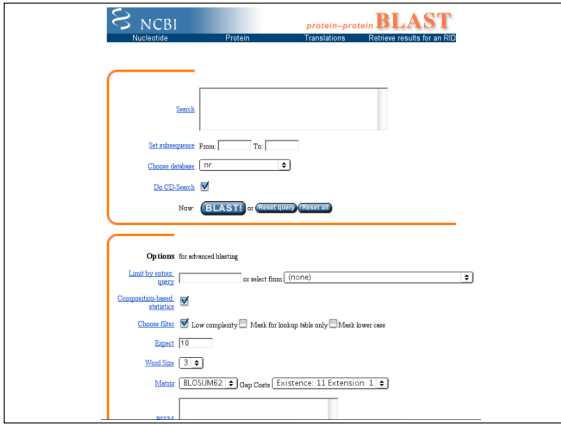 NCBI
protein-protein BLAST
Nucleotide Protein Translations Retrieve results for an RID
Search
Set subsequence From: To:
Choose database nr
Do CD-Search
Now: BLAST! or Reset query Reset all
Options for advanced blasting
Limit by entrez query or select from (none)
Composition-based statistics
Choose filter Low complexity Mask for lookup table only Mask lower case
Expect 10
Word Size 3
Matrix BLOSUM62 Gap Costs Existence: 11 Extension: 1
PSSM